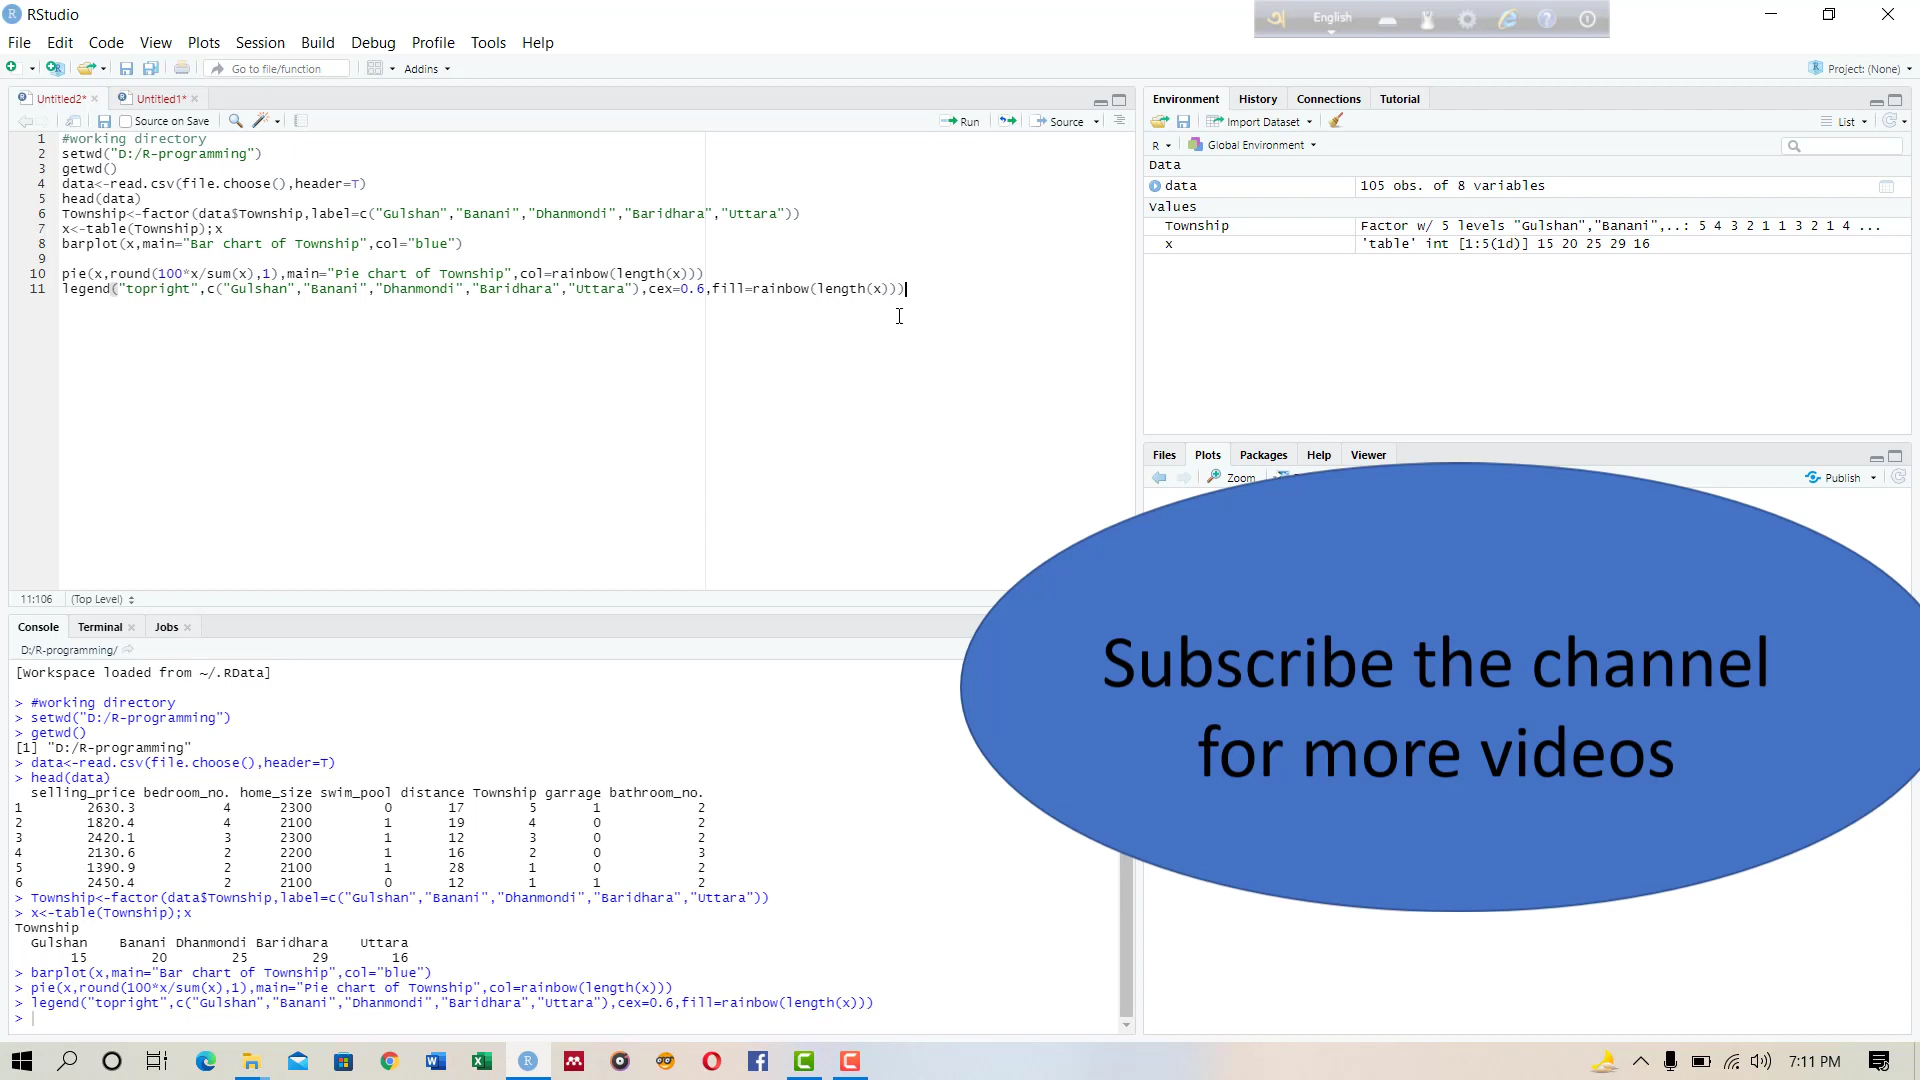 RStudio
English
File Edit Code View Plots Session Build Debug Profile Tools Help
Go to file/function
Addins
Project: (None)
Untitled2*
Untitled1*
Source on Save
Run
Source
1 #working directory
2 setwd("D:/R-programming")
3 getwd()
4 data<-read.csv(file.choose(),header=T)
5 head(data)
6 Township<-factor(data$Township,label=c("Gulshan","Banani","Dhanmondi","Baridhara","Uttara"))
7 x<-table(Township);x
8 barplot(x,main="Bar chart of Township",col="blue")
9
10 pie(x,round(100*x/sum(x),1),main="Pie chart of Township",col=rainbow(length(x)))
11 legend("topright",c("Gulshan","Banani","Dhanmondi","Baridhara","Uttara"),cex=0.6,fill=rainbow(length(x)))
11:106 (Top Level)
Console Terminal Jobs
D:/R-programming/
[Workspace loaded from ~/.RData]
> #working directory
> setwd("D:/R-programming")
> getwd()
[1] "D:/R-programming"
> data<-read.csv(file.choose(),header=T)
> head(data)
selling_price bedroom_no. home_size swim_pool distance Township garrage bathroom_no.
1 2630.3 4 2300 0 17 5 1 2
2 1820.4 4 2100 1 19 4 0 2
3 2420.1 3 2300 1 12 3 0 2
4 2130.6 2 2200 1 16 2 0 3
5 1390.9 2 2100 1 28 1 0 2
6 2450.4 2 2100 0 12 1 1 2
> Township<-factor(data$Township,label=c("Gulshan","Banani","Dhanmondi","Baridhara","Uttara"))
> x<-table(Township);x
Township
Gulshan Banani Dhanmondi Baridhara Uttara
15 20 25 29 16
> barplot(x,main="Bar chart of Township",col="blue")
> pie(x,round(100*x/sum(x),1),main="Pie chart of Township",col=rainbow(length(x)))
> legend("topright",c("Gulshan","Banani","Dhanmondi","Baridhara","Uttara"),cex=0.6,fill=rainbow(length(x)))
>
Environment History Connections Tutorial
Import Dataset
List
R
Global Environment
Data
data 105 obs. of 8 variables
Values
Township Factor w/ 5 levels "Gulshan","Banani",..: 5 4 3 2 1 1 3 2 1 4 ...
x 'table' int [1:5(1d)] 15 20 25 29 16
Files Plots Packages Help Viewer
Zoom
Publish
Subscribe the channel
for more videos
7:11 PM